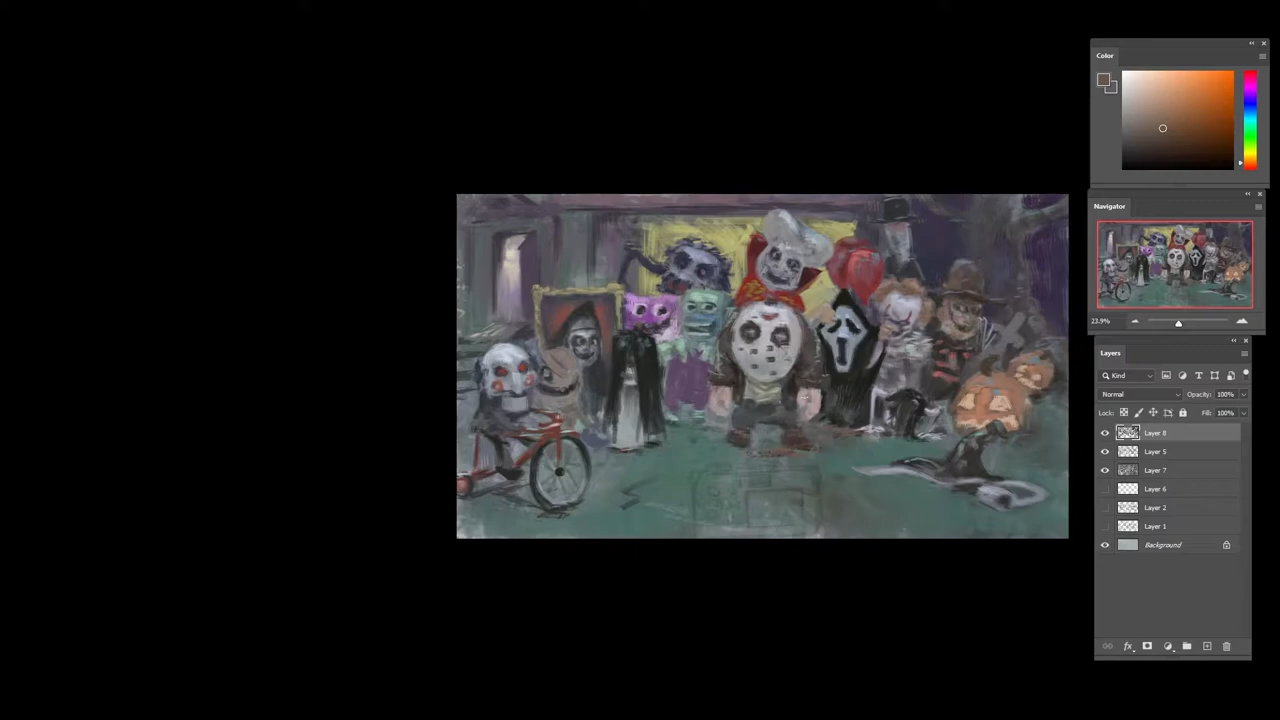 Color
Navigator
23.9%
Layers
Kind
Normal
Opacity: 100%
Lock:
Fill: 100%
Layer 8
Layer 5
Layer 7
Layer 6
Layer 2
Layer 1
Background
fx